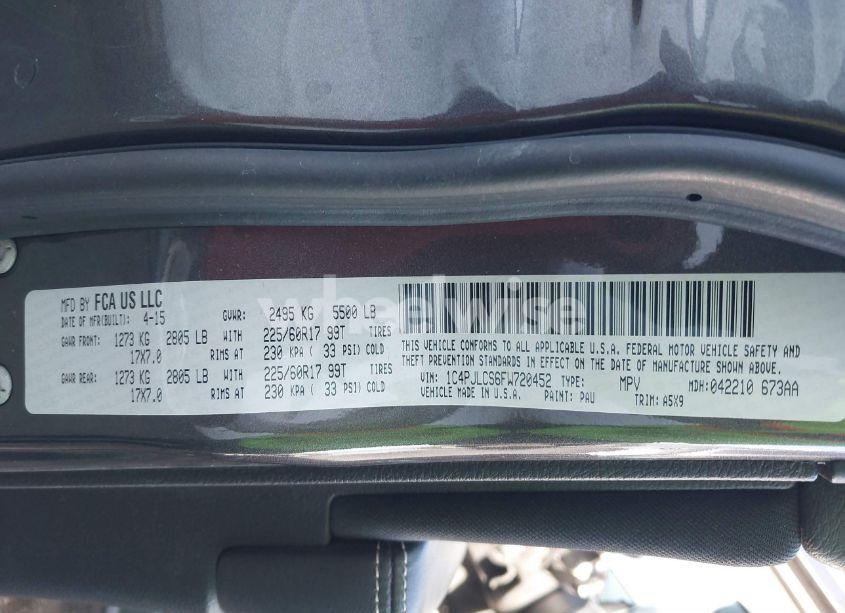 MFD BY FCA US LLC
DATE OF MFR(BUILT): 4-15 GVWR: 2495 KG 5500 LB
GAWR FRONT: 1273 KG 2805 LB WITH 225/60R17 99T TIRES
17X7.0 RIMS AT 230 KPA ( 33 PSI) COLD
GAWR REAR: 1273 KG 2805 LB WITH 225/60R17 99T TIRES
17X7.0 RIMS AT 230 KPA ( 33 PSI) COLD
THIS VEHICLE CONFORMS TO ALL APPLICABLE U.S.A. FEDERAL MOTOR VEHICLE SAFETY AND
THEFT PREVENTION STANDARDS IN EFFECT ON THE DATE OF MANUFACTURE SHOWN ABOVE.
VIN: 1C4PJLCS6FW720452 TYPE: MPV MDH: 042210 673AA
VEHICLE MADE IN U.S.A. PAINT: PAU TRIM: A5X9
wheelwise